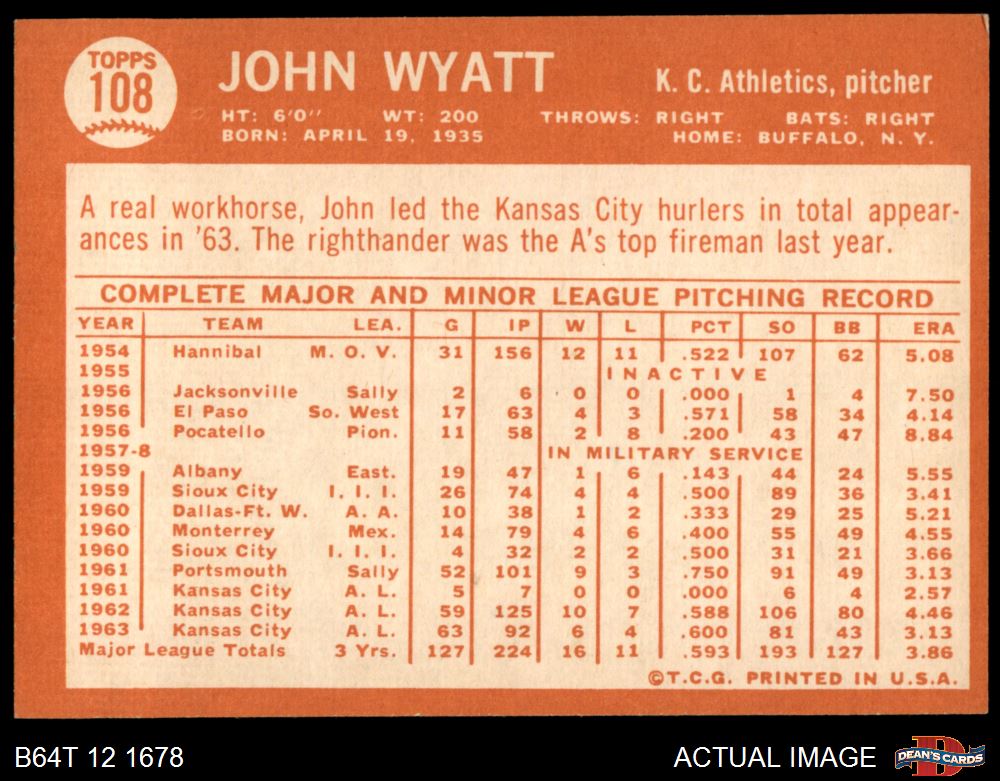 TOPPS
108
JOHN WYATT
K. C. Athletics, pitcher
HT: 6'0" WT: 200 THROWS: RIGHT BATS: RIGHT
BORN: APRIL 19, 1935 HOME: BUFFALO, N. Y.
A real workhorse, John led the Kansas City hurlers in total appear-
ances in '63. The righthander was the A's top fireman last year.
COMPLETE MAJOR AND MINOR LEAGUE PITCHING RECORD
YEAR TEAM LEA. G IP W L PCT SO BB ERA
1954 Hannibal M. O. V. 31 156 12 11 .522 107 62 5.08
1955 INACTIVE
1956 Jacksonville Sally 2 6 0 0 .000 1 4 7.50
1956 El Paso So. West 17 63 4 3 .571 58 34 4.14
1956 Pocatello Pion. 11 58 2 8 .200 43 47 8.84
1957-8 IN MILITARY SERVICE
1959 Albany East. 19 47 1 6 .143 44 24 5.55
1959 Sioux City I. I. I. 26 74 4 4 .500 89 36 3.41
1960 Dallas-Ft. W. A. A. 10 38 1 2 .333 29 25 5.21
1960 Monterrey Mex. 14 79 4 6 .400 55 49 4.55
1960 Sioux City I. I. I. 4 32 2 2 .500 31 21 3.66
1961 Portsmouth Sally 52 101 9 3 .750 91 49 3.13
1961 Kansas City A. L. 5 7 0 0 .000 6 4 2.57
1962 Kansas City A. L. 59 125 10 7 .588 106 80 4.46
1963 Kansas City A. L. 63 92 6 4 .600 81 43 3.13
Major League Totals 3 Yrs. 127 224 16 11 .593 193 127 3.86
©T.C.G. PRINTED IN U.S.A.
B64T 12 1678
ACTUAL IMAGE
D
DEAN'S CARDS